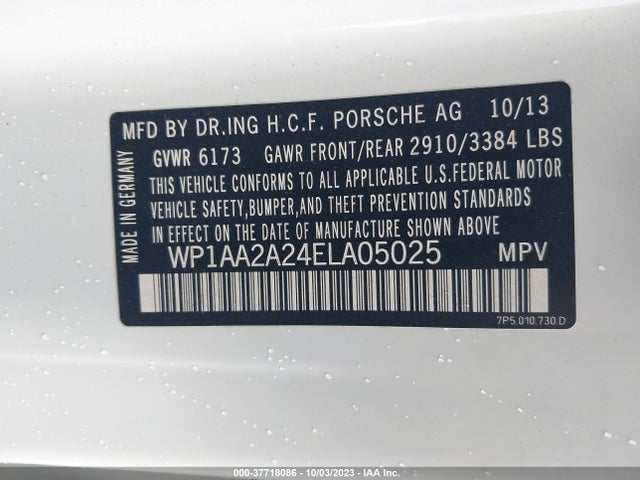 MFD BY DR.ING H.C.F. PORSCHE AG 10/13
GVWR 6173 GAWR FRONT/REAR 2910/3384 LBS
THIS VEHICLE CONFORMS TO ALL APPLICABLE U.S.FEDERAL MOTOR
VEHICLE SAFETY,BUMPER,AND THEFT PREVENTION STANDARDS
IN EFFECT ON THE DATE OF MANUFACTURE SHOWN ABOVE.
WP1AA2A24ELA05025 MPV
MADE IN GERMANY
7P5.010.730.D
000-37718086 - 10/03/2023 - IAA Inc.